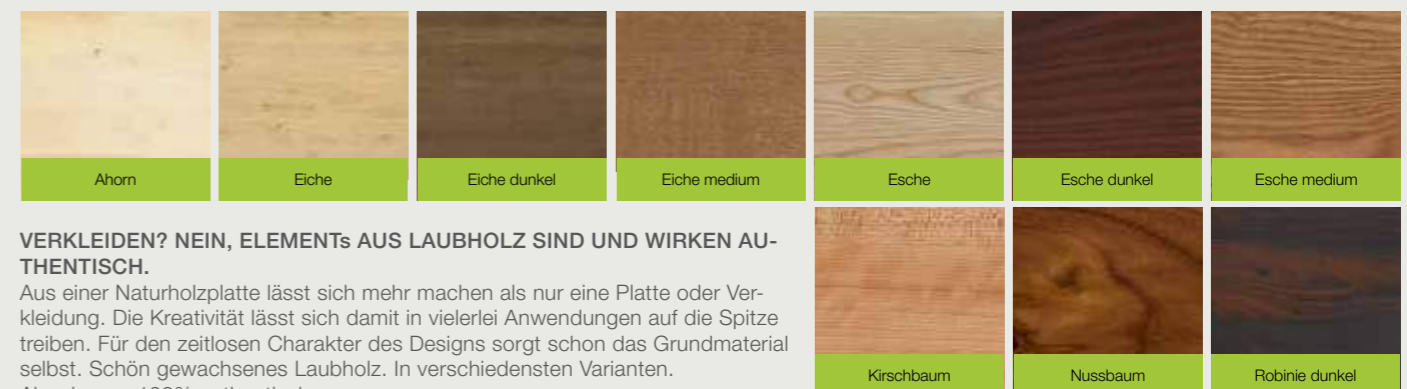 Ahorn
Eiche
Eiche dunkel
Eiche medium
Esche
Esche dunkel
Esche medium
VERKLEIDEN? NEIN, ELEMENTs AUS LAUBHOLZ SIND UND WIRKEN AU-
THENTISCH.
Aus einer Naturholzplatte lässt sich mehr machen als nur eine Platte oder Ver-
kleidung. Die Kreativität lässt sich damit in vielerlei Anwendungen auf die Spitze
treiben. Für den zeitlosen Charakter des Designs sorgt schon das Grundmaterial
selbst. Schön gewachsenes Laubholz. In verschiedensten Varianten.
Kirschbaum
Nussbaum
Robinie dunkel